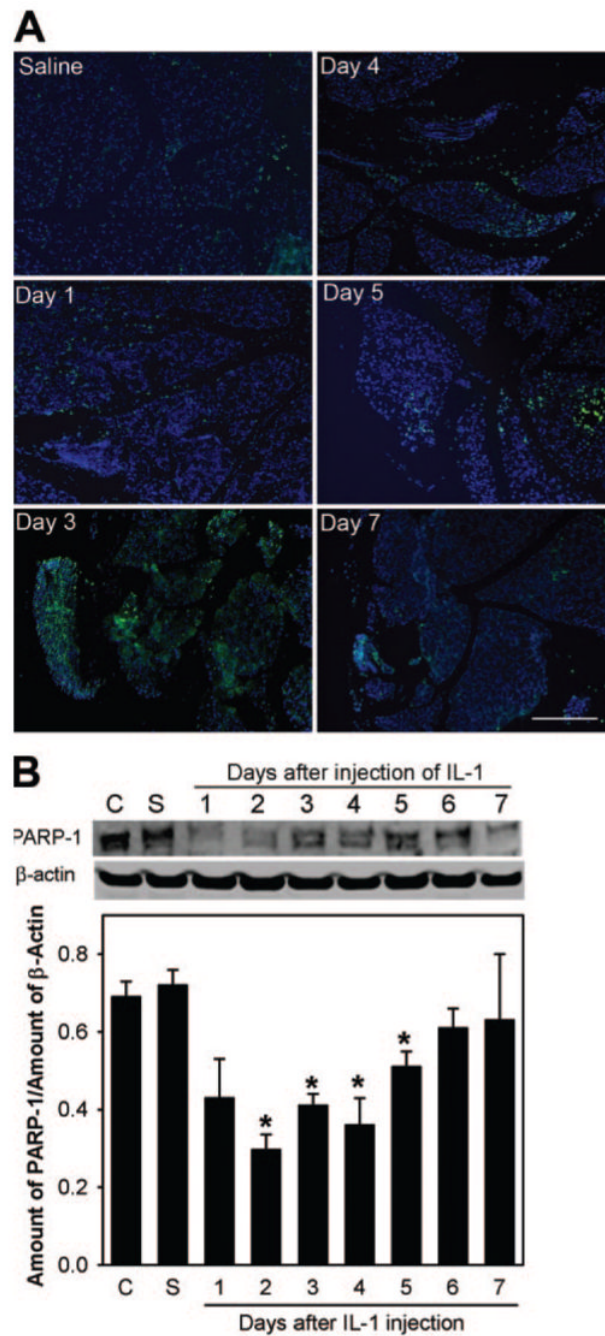 A
Saline
Day 4
Day 1
Day 5
Day 3
Day 7
B
Days after injection of IL-1
C S 1 2 3 4 5 6 7
PARP-1
β-actin
Amount of PARP-1/Amount of β-Actin
0.8
0.6
0.4
0.2
0.0
* * * *
C S 1 2 3 4 5 6 7
Days after IL-1 injection